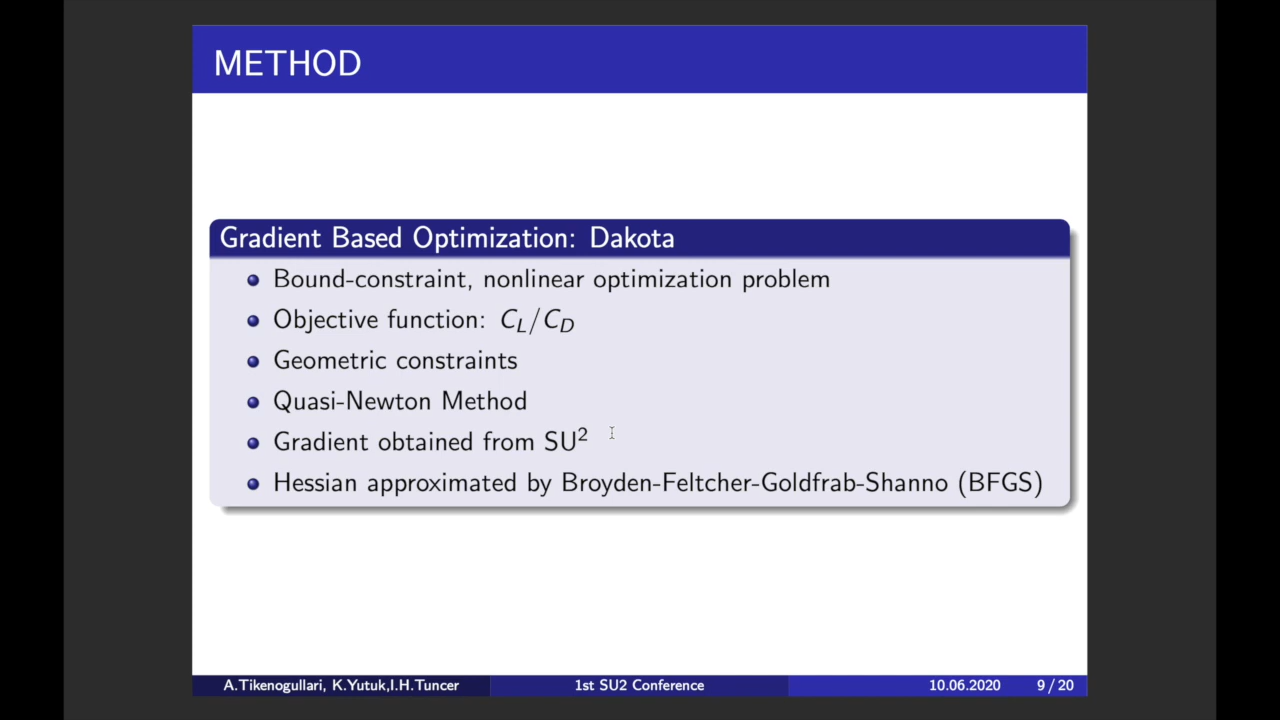 METHOD
Gradient Based Optimization: Dakota
Bound-constraint, nonlinear optimization problem
Objective function: C_L/C_D
Geometric constraints
Quasi-Newton Method
Gradient obtained from SU²
Hessian approximated by Broyden-Feltcher-Goldfrab-Shanno (BFGS)
A.Tikenogullari, K.Yutuk,I.H.Tuncer 1st SU2 Conference 10.06.2020 9 / 20